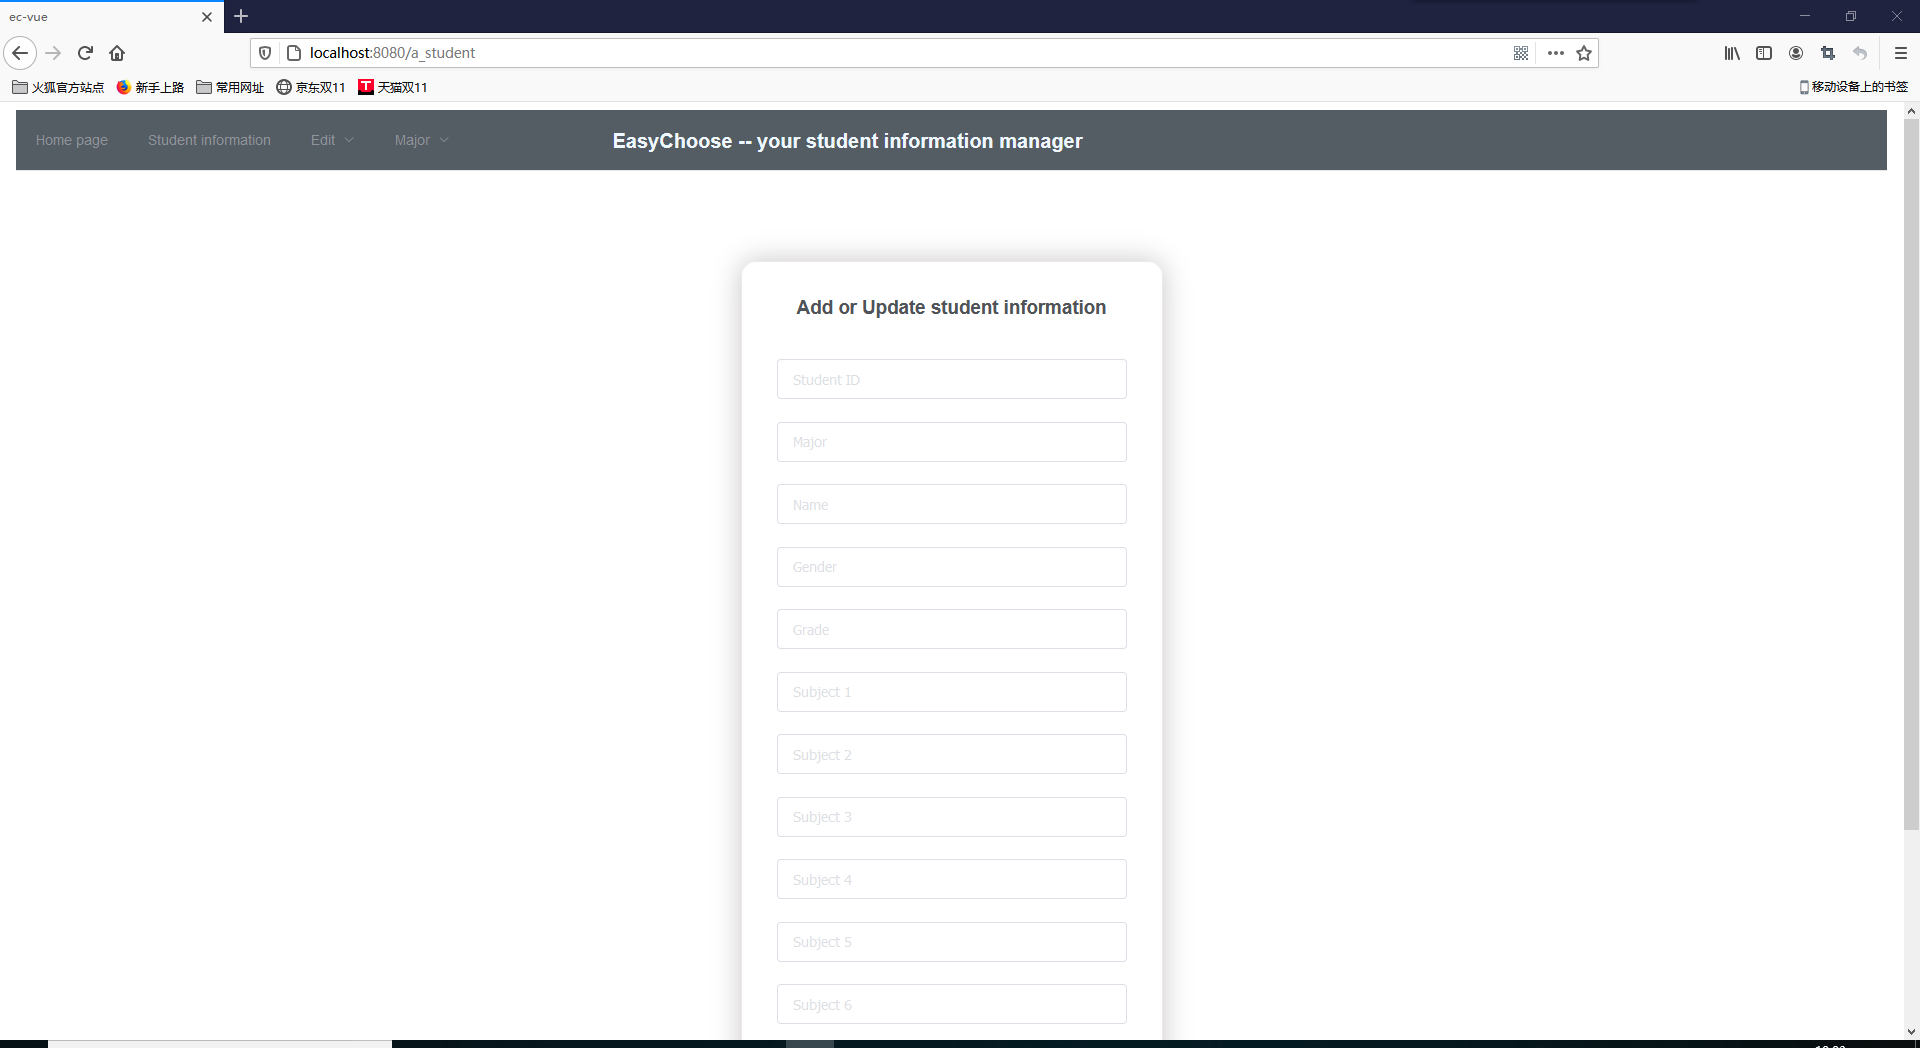 ec-vue
localhost:8080/a_student
火狐官方站点 新手上路 常用网址 京东双11 天猫双11 移动设备上的书签
Home page Student information Edit Major EasyChoose -- your student information manager
Add or Update student information
Student ID
Major
Name
Gender
Grade
Subject 1
Subject 2
Subject 3
Subject 4
Subject 5
Subject 6